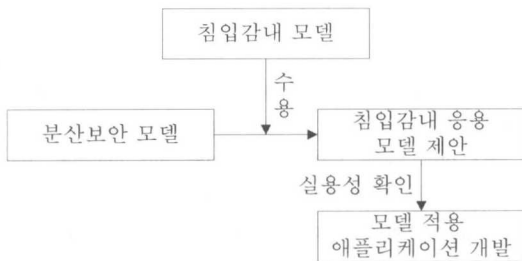 침입감내 모델
수
용
분산보안 모델
침입감내 응용
모델 제안
실용성 확인
모델 적용
애플리케이션 개발